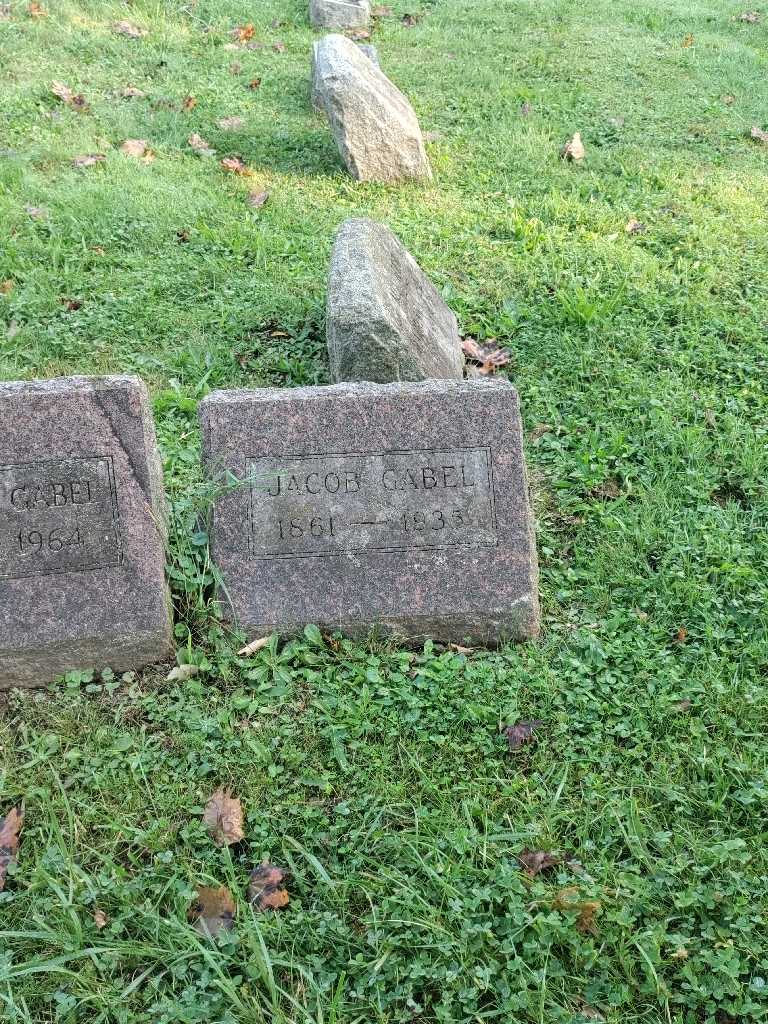 GABEL
1964
JACOB GABEL
1861 — 1935